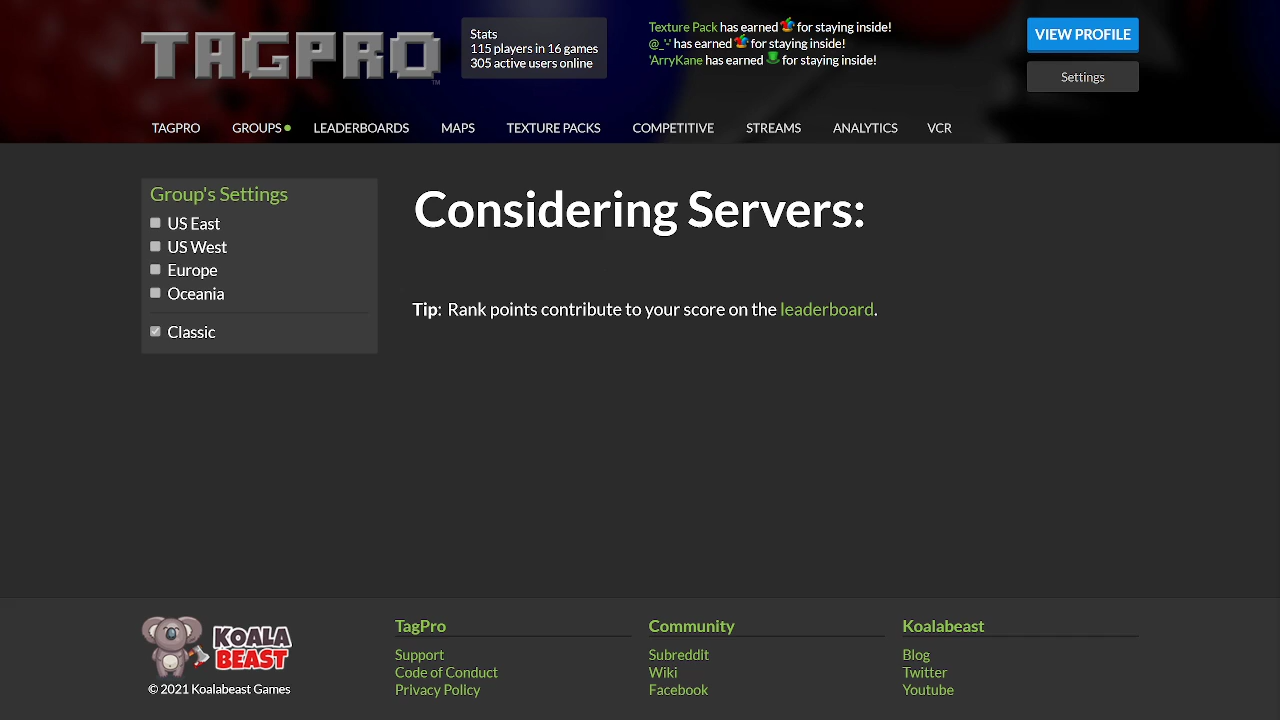 TAGPRO
TM
Stats
115 players in 16 games
305 active users online
Texture Pack has earned for staying inside!
@_'-' has earned for staying inside!
'ArryKane has earned for staying inside!
VIEW PROFILE
Settings
TAGPRO GROUPS LEADERBOARDS MAPS TEXTURE PACKS COMPETITIVE STREAMS ANALYTICS VCR
Group's Settings
US East
US West
Europe
Oceania
Classic
Considering Servers:
Tip: Rank points contribute to your score on the leaderboard.
KOALA
BEAST
© 2021 Koalabeast Games
TagPro
Support
Code of Conduct
Privacy Policy
Community
Subreddit
Wiki
Facebook
Koalabeast
Blog
Twitter
Youtube